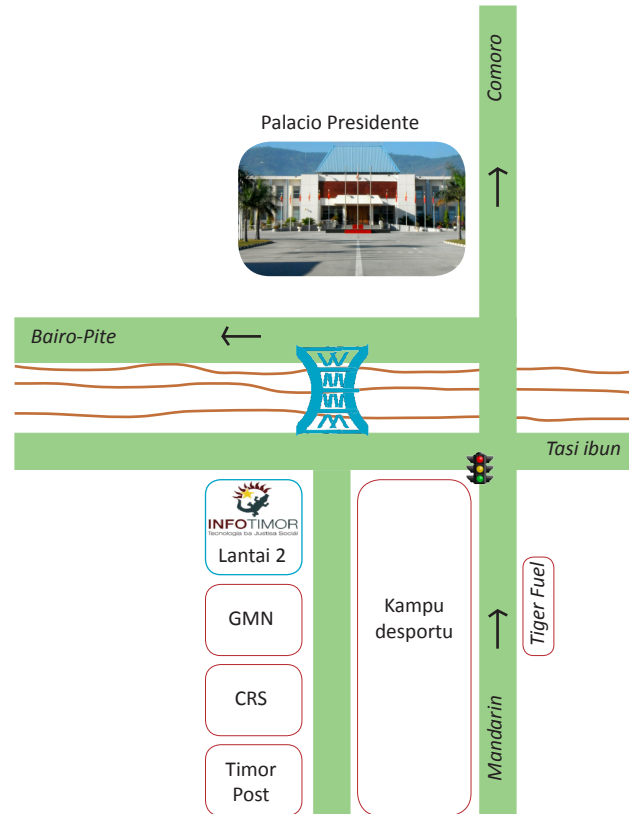 Comoro
Palacio Presidente
Bairo-Pite
Tasi ibun
INFOTIMOR
Tecnologia ba Justisa Social
Lantai 2
GMN
Kampu
desportu
Tiger Fuel
CRS
Mandarin
Timor
Post